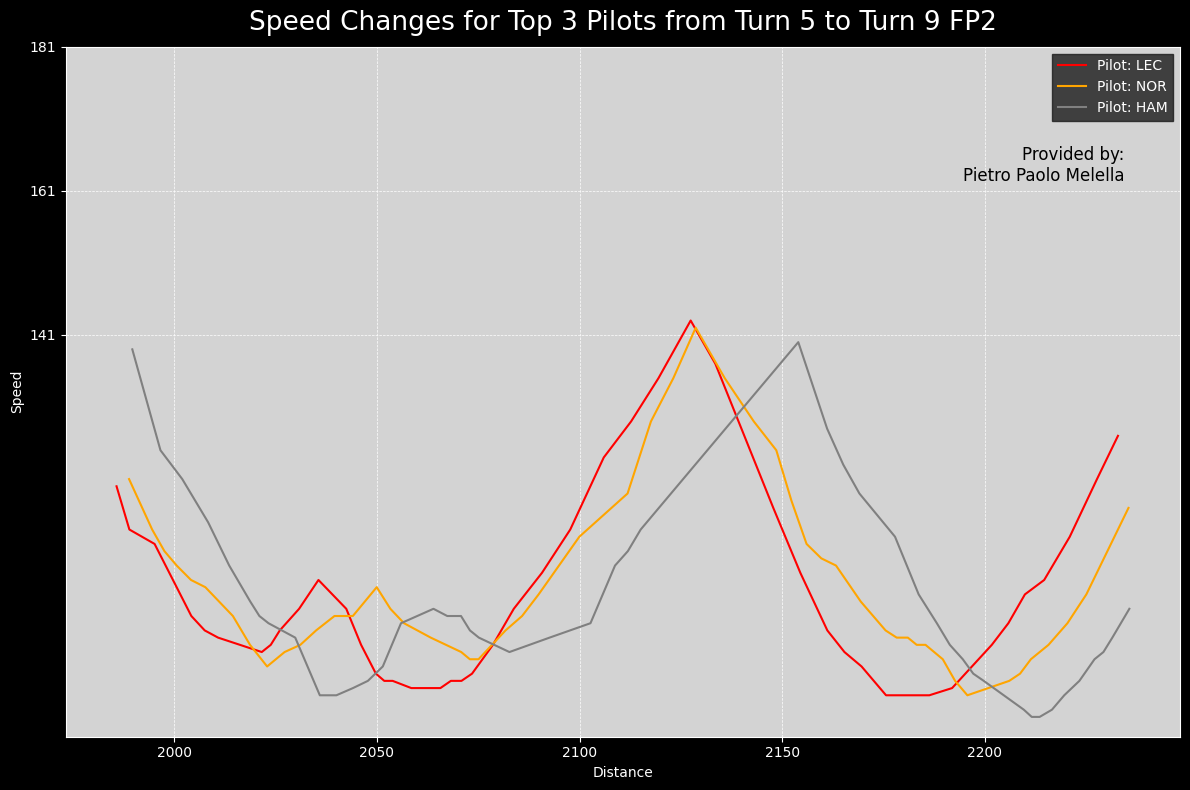 Speed Changes for Top 3 Pilots from Turn 5 to Turn 9 FP2
181
161
141
Speed
Pilot: LEC
Pilot: NOR
Pilot: HAM
Provided by:
Pietro Paolo Melella
2000
2050
2100
2150
2200
Distance